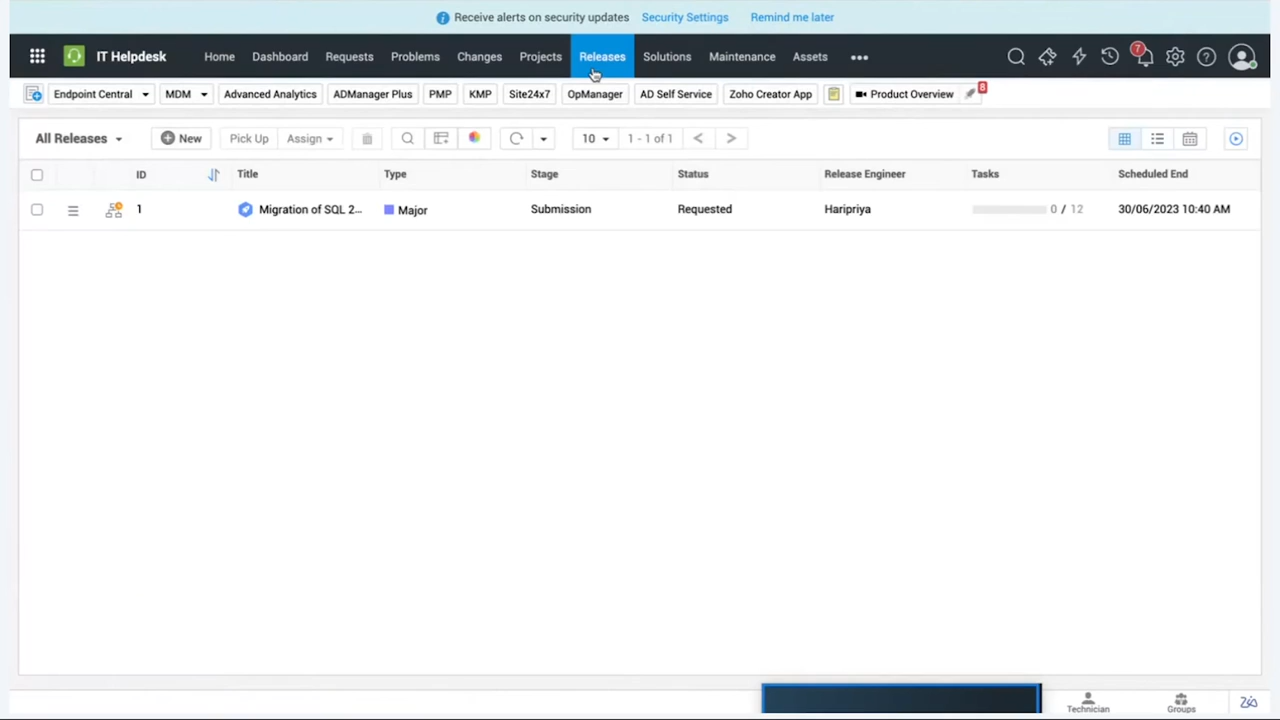 Receive alerts on security updates Security Settings Remind me later
IT Helpdesk Home Dashboard Requests Problems Changes Projects Releases Solutions Maintenance Assets 7
Endpoint Central MDM Advanced Analytics ADManager Plus PMP KMP Site24x7 OpManager AD Self Service Zoho Creator App Product Overview 8
All Releases New Pick Up Assign 10 1 - 1 of 1
ID Title Type Stage Status Release Engineer Tasks Scheduled End
1 Migration of SQL 2... Major Submission Requested Haripriya 0 / 12 30/06/2023 10:40 AM
Technician Groups